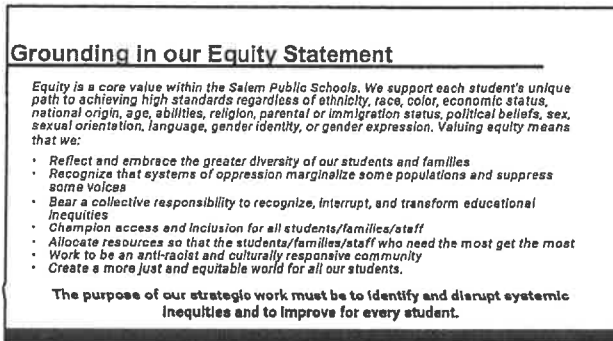 Grounding in our Equity Statement
Equity is a core value within the Salem Public Schools. We support each student's unique
path to achieving high standards regardless of ethnicity, race, color, economic status,
national origin, age, abilities, religion, parental or immigration status, political beliefs, sex,
sexual orientation, language, gender identity, or gender expression. Valuing equity means
that we:
• Reflect and embrace the greater diversity of our students and families
• Recognize that systems of oppression marginalize some populations and suppress
some voices
• Bear a collective responsibility to recognize, interrupt, and transform educational
inequities
• Champion access and inclusion for all students/families/staff
• Allocate resources so that the students/families/staff who need the most get the most
• Work to be an anti-racist and culturally responsive community
• Create a more just and equitable world for all our students.
The purpose of our strategic work must be to identify and disrupt systemic
inequities and to improve for every student.